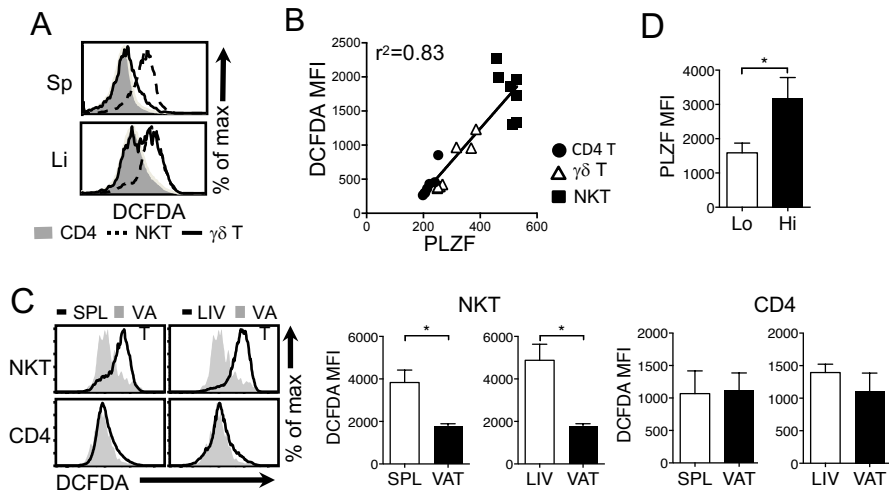 A
Sp
Li
% of max
DCFDA
CD4 NKT γδ T
B
r²=0.83
DCFDA MFI
2500
2000
1500
1000
500
0
0 200 400 600
PLZF
CD4 T
γδ T
NKT
D
*
PLZF MFI
4000
3000
2000
1000
0
Lo Hi
C
SPL VA
T
LIV VA
T
NKT
CD4
% of max
DCFDA
NKT
*
DCFDA MFI
6000
4000
2000
0
SPL VAT
*
6000
4000
2000
0
LIV VAT
CD4
DCFDA MFI
2000
1500
1000
500
0
SPL VAT
2000
1500
1000
500
0
LIV VAT